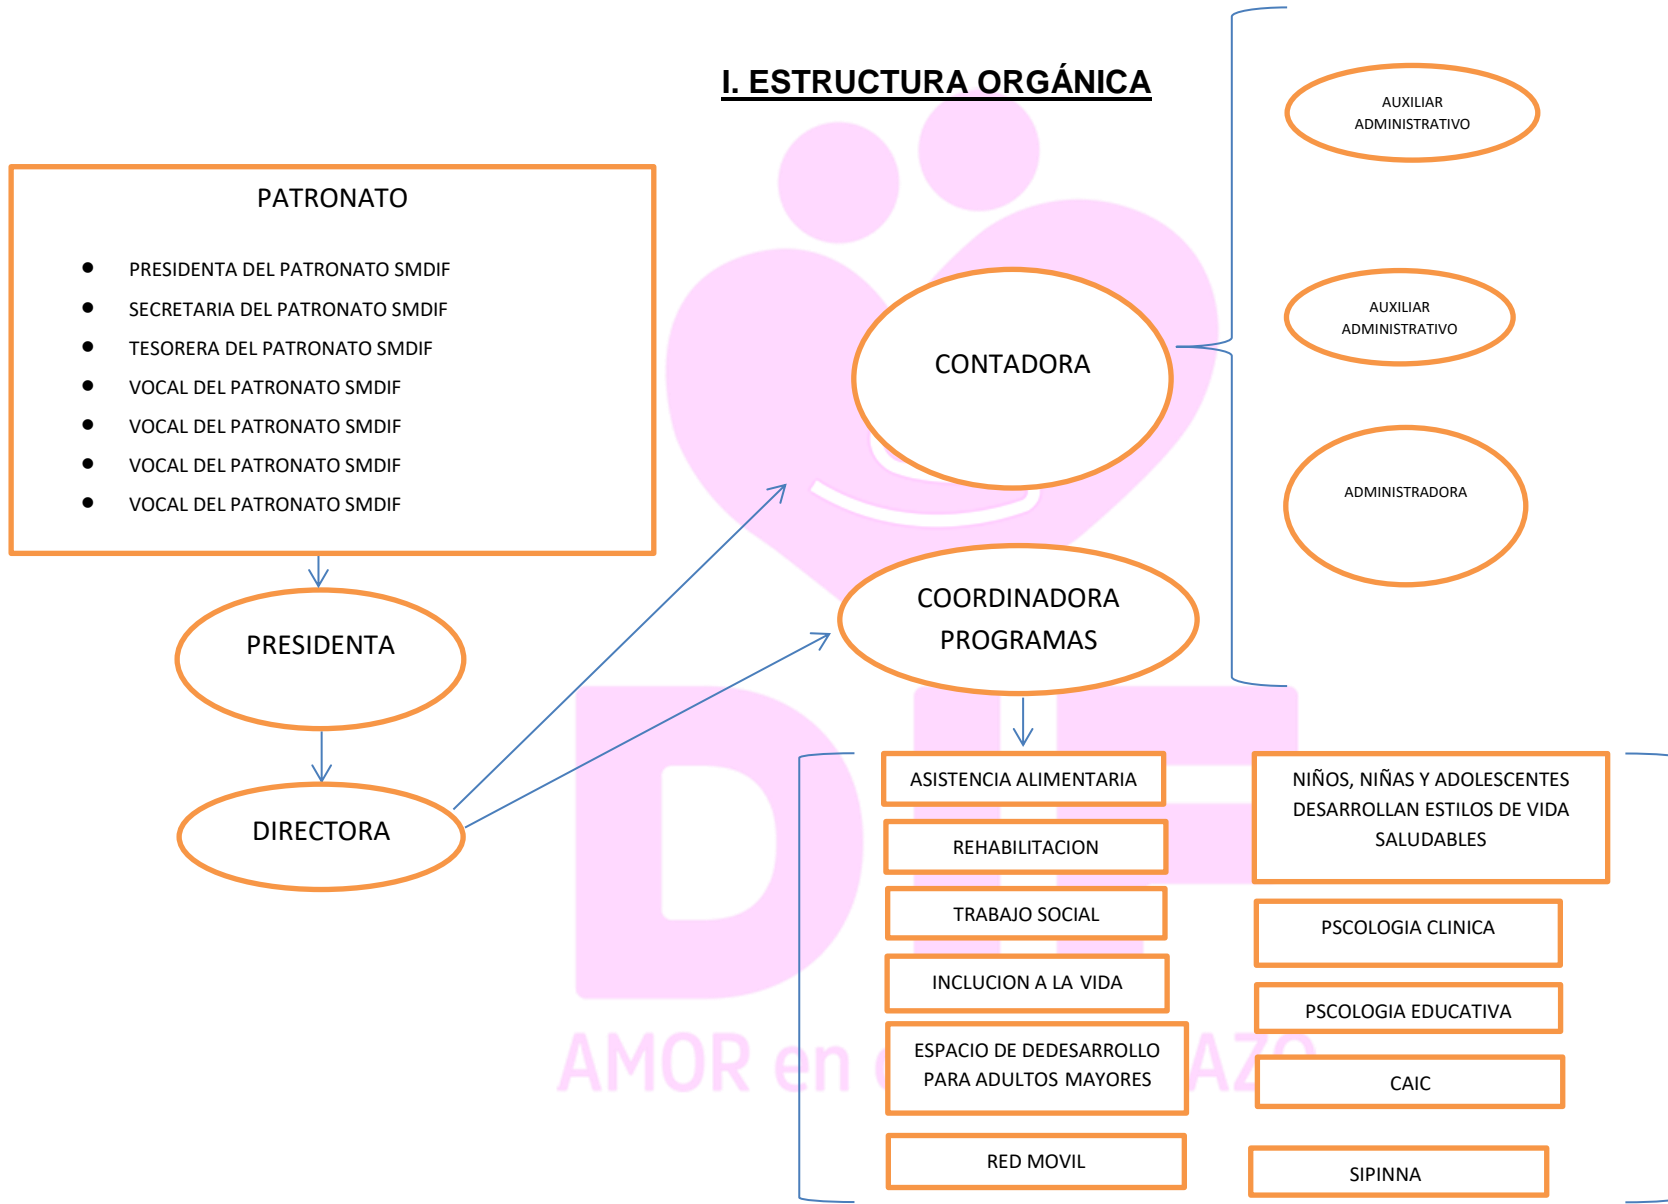 I. ESTRUCTURA ORGÁNICA
PATRONATO
● PRESIDENTA DEL PATRONATO SMDIF
● SECRETARIA DEL PATRONATO SMDIF
● TESORERA DEL PATRONATO SMDIF
● VOCAL DEL PATRONATO SMDIF
● VOCAL DEL PATRONATO SMDIF
● VOCAL DEL PATRONATO SMDIF
● VOCAL DEL PATRONATO SMDIF
PRESIDENTA
DIRECTORA
CONTADORA
AUXILIAR
ADMINISTRATIVO
AUXILIAR
ADMINISTRATIVO
ADMINISTRADORA
COORDINADORA
PROGRAMAS
ASISTENCIA ALIMENTARIA
REHABILITACION
TRABAJO SOCIAL
INCLUCION A LA VIDA
ESPACIO DE DEDESARROLLO
PARA ADULTOS MAYORES
RED MOVIL
NIÑOS, NIÑAS Y ADOLESCENTES
DESARROLLAN ESTILOS DE VIDA
SALUDABLES
PSCOLOGIA CLINICA
PSCOLOGIA EDUCATIVA
CAIC
SIPINNA
DIF
AMOR en